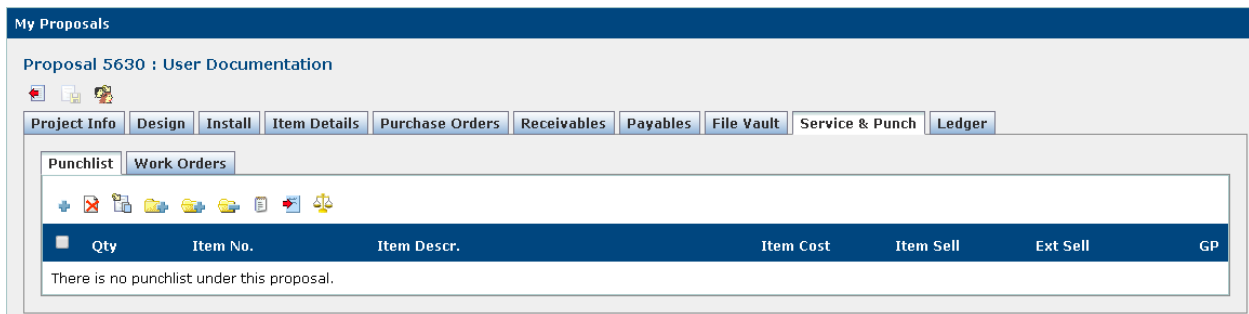 My Proposals
Proposal 5630 : User Documentation
Project Info Design Install Item Details Purchase Orders Receivables Payables File Vault Service & Punch Ledger
Punchlist Work Orders
Qty Item No. Item Descr. Item Cost Item Sell Ext Sell GP
There is no punchlist under this proposal.